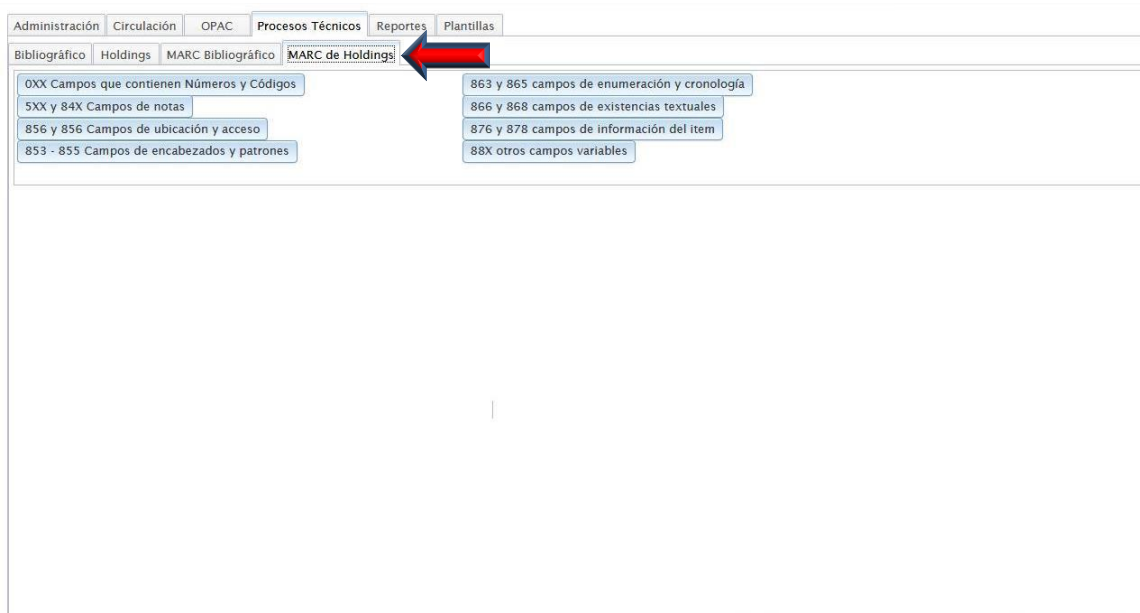 Administración Circulación OPAC Procesos Técnicos Reportes Plantillas
Bibliográfico Holdings MARC Bibliográfico MARC de Holdings
0XX Campos que contienen Números y Códigos
5XX y 84X Campos de notas
856 y 856 Campos de ubicación y acceso
853 - 855 Campos de encabezados y patrones
863 y 865 campos de enumeración y cronología
866 y 868 campos de existencias textuales
876 y 878 campos de información del item
88X otros campos variables